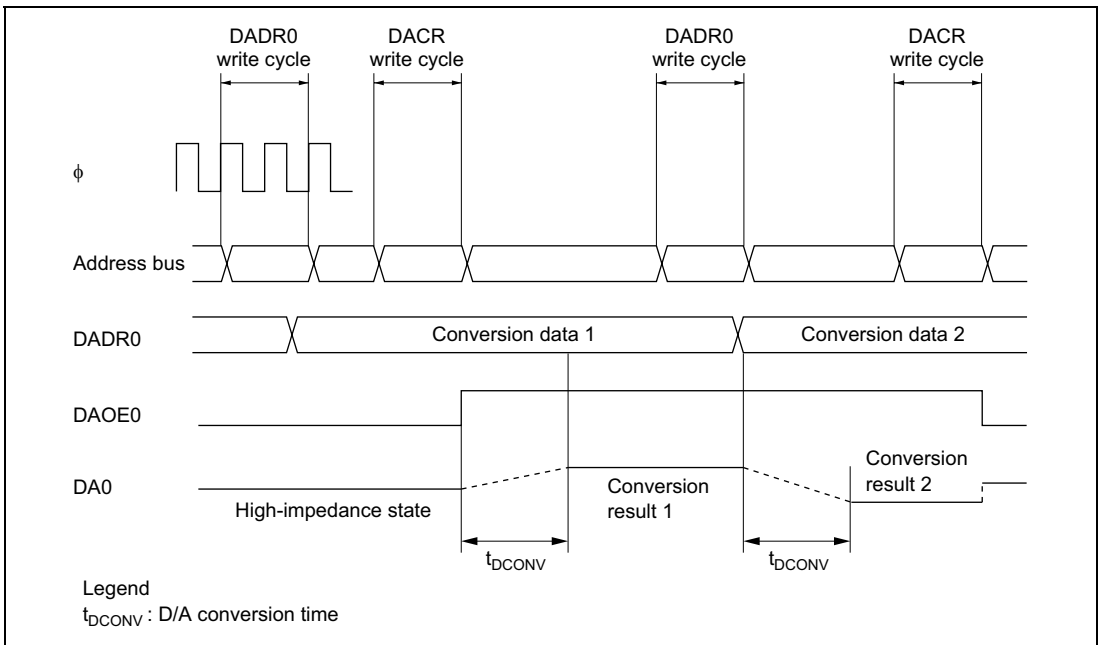 DADR0
write cycle
DACR
write cycle
DADR0
write cycle
DACR
write cycle
ϕ
Address bus
DADR0
Conversion data 1
Conversion data 2
DAOE0
DA0
High-impedance state
Conversion
result 1
Conversion
result 2
tDCONV
tDCONV
Legend
tDCONV : D/A conversion time